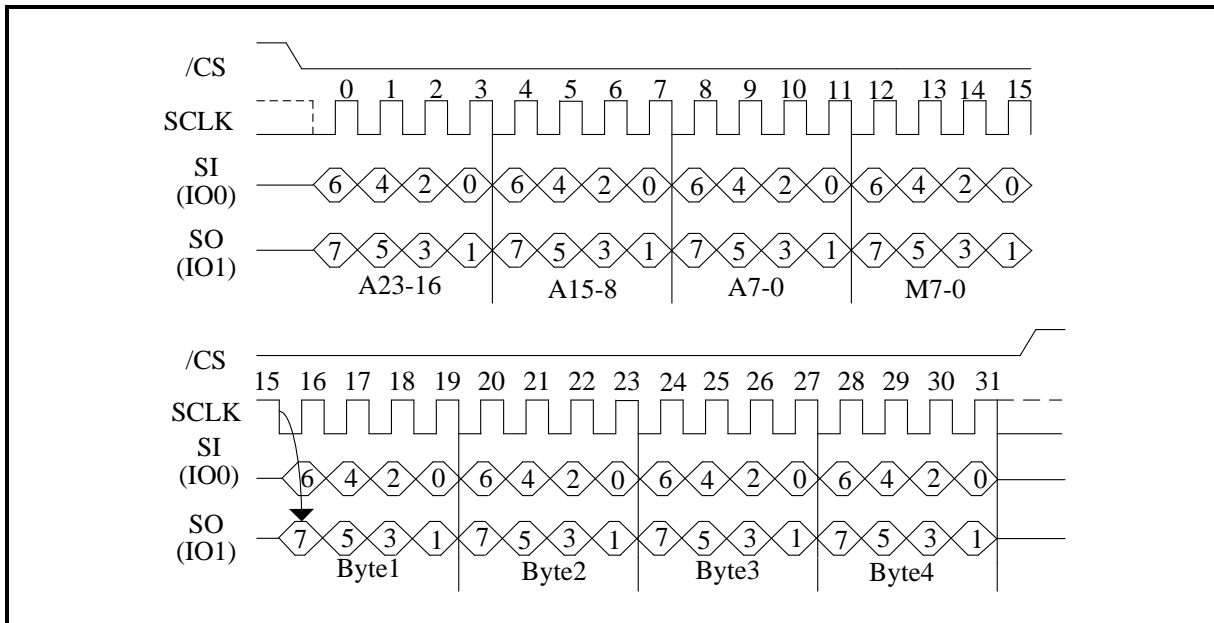 /CS
0 1 2 3 4 5 6 7 8 9 10 11 12 13 14 15
SCLK
SI
(IO0)
6 4 2 0 6 4 2 0 6 4 2 0 6 4 2 0
SO
(IO1)
7 5 3 1 7 5 3 1 7 5 3 1 7 5 3 1
A23-16 A15-8 A7-0 M7-0
/CS
15 16 17 18 19 20 21 22 23 24 25 26 27 28 29 30 31
SCLK
SI
(IO0)
6 4 2 0 6 4 2 0 6 4 2 0 6 4 2 0
SO
(IO1)
7 5 3 1 7 5 3 1 7 5 3 1 7 5 3 1
Byte1 Byte2 Byte3 Byte4